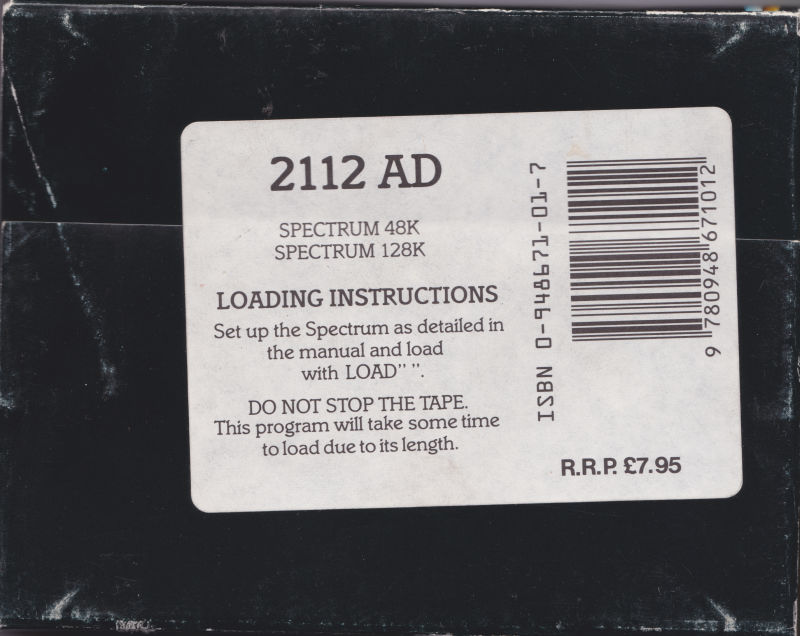 2112 AD
SPECTRUM 48K
SPECTRUM 128K
LOADING INSTRUCTIONS
Set up the Spectrum as detailed in
the manual and load
with LOAD” ”.
DO NOT STOP THE TAPE.
This program will take some time
to load due to its length.
ISBN 0-948671-01-7
9 780948 671012
R.R.P. £7.95